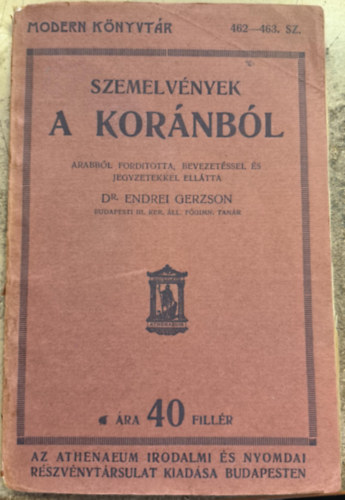 MODERN KÖNYVTÁR 462—463. SZ.
SZEMELVÉNYEK
A KORÁNBÓL
ARABBÓL FORDITOTTA, BEVEZETÉSSEL ÉS
JEGYZETEKKEL ELLÁTTA
DR. ENDREI GERZSON
BUDAPESTI III. KER. ÁLL. FŐGIMN. TANÁR
ÁRA 40 FILLÉR
AZ ATHENAEUM IRODALMI ÉS NYOMDAI
RÉSZVÉNYTÁRSULAT KIADÁSA BUDAPESTEN